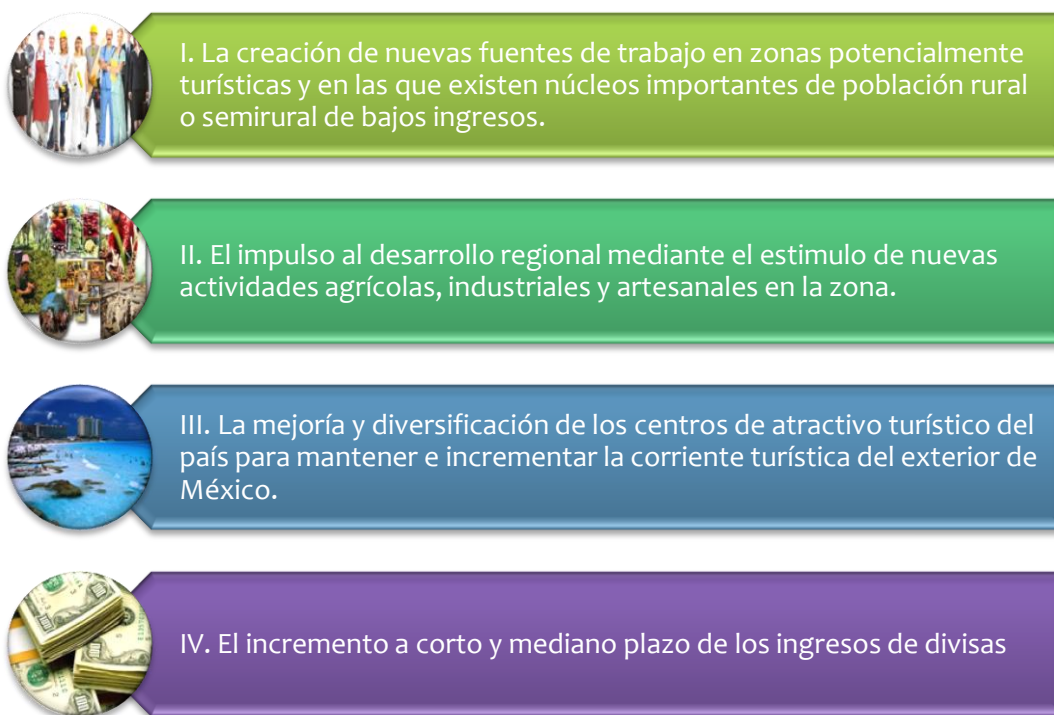 I. La creación de nuevas fuentes de trabajo en zonas potencialmente
turísticas y en las que existen núcleos importantes de población rural
o semirural de bajos ingresos.
II. El impulso al desarrollo regional mediante el estimulo de nuevas
actividades agrícolas, industriales y artesanales en la zona.
III. La mejoría y diversificación de los centros de atractivo turístico del
país para mantener e incrementar la corriente turística del exterior de
México.
IV. El incremento a corto y mediano plazo de los ingresos de divisas